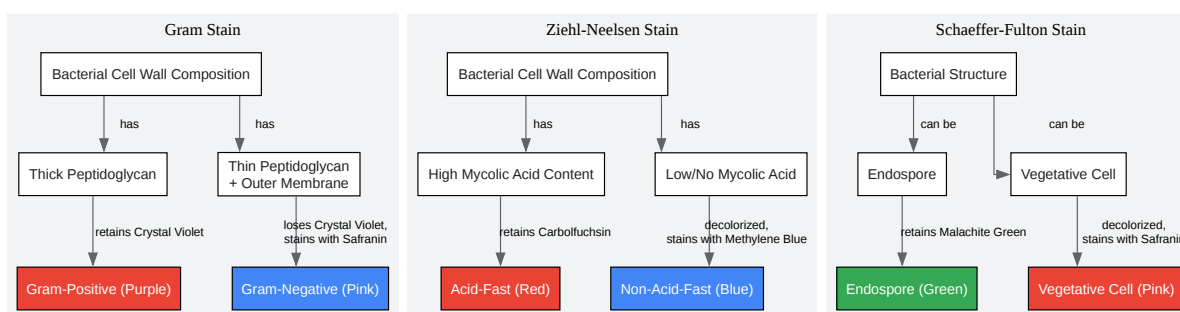 Gram Stain
Bacterial Cell Wall Composition
has
has
Thick Peptidoglycan
Thin Peptidoglycan
+ Outer Membrane
retains Crystal Violet
loses Crystal Violet,
stains with Safranin
Gram-Positive (Purple)
Gram-Negative (Pink)
Ziehl-Neelsen Stain
Bacterial Cell Wall Composition
has
has
High Mycolic Acid Content
Low/No Mycolic Acid
retains Carbolfuchsin
decolorized,
stains with Methylene Blue
Acid-Fast (Red)
Non-Acid-Fast (Blue)
Schaeffer-Fulton Stain
Bacterial Structure
can be
can be
Endospore
Vegetative Cell
retains Malachite Green
decolorized,
stains with Safranin
Endospore (Green)
Vegetative Cell (Pink)